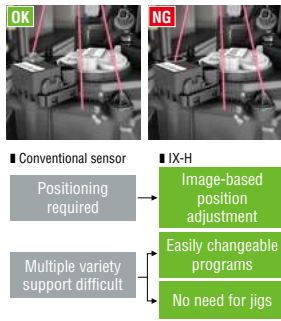 OK
NG
▮ Conventional sensor
▮ IX-H
Positioning
required
Image-based
position
adjustment
Multiple variety
support difficult
Easily changeable
programs
No need for jigs